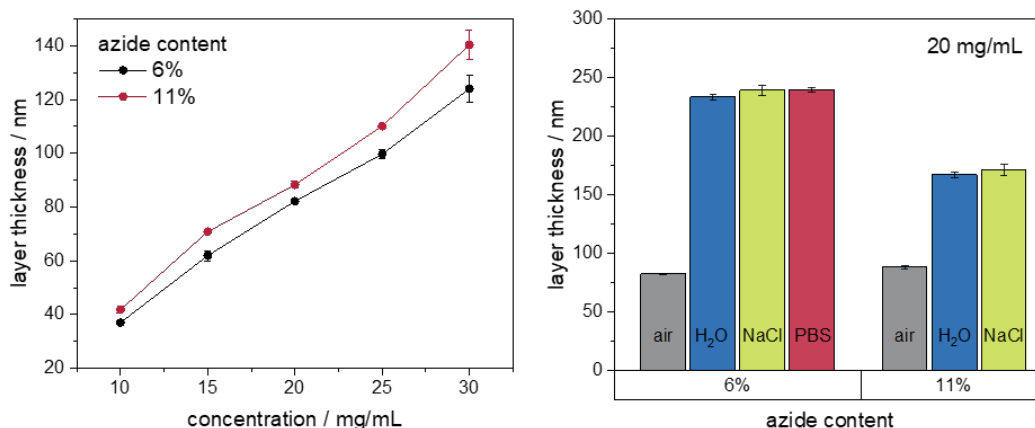 azide content
6%
11%
layer thickness / nm
140
120
100
80
60
40
20
10 15 20 25 30
concentration / mg/mL
20 mg/mL
layer thickness / nm
300
250
200
150
100
50
0
air H₂O NaCl PBS air H₂O NaCl
6% 11%
azide content